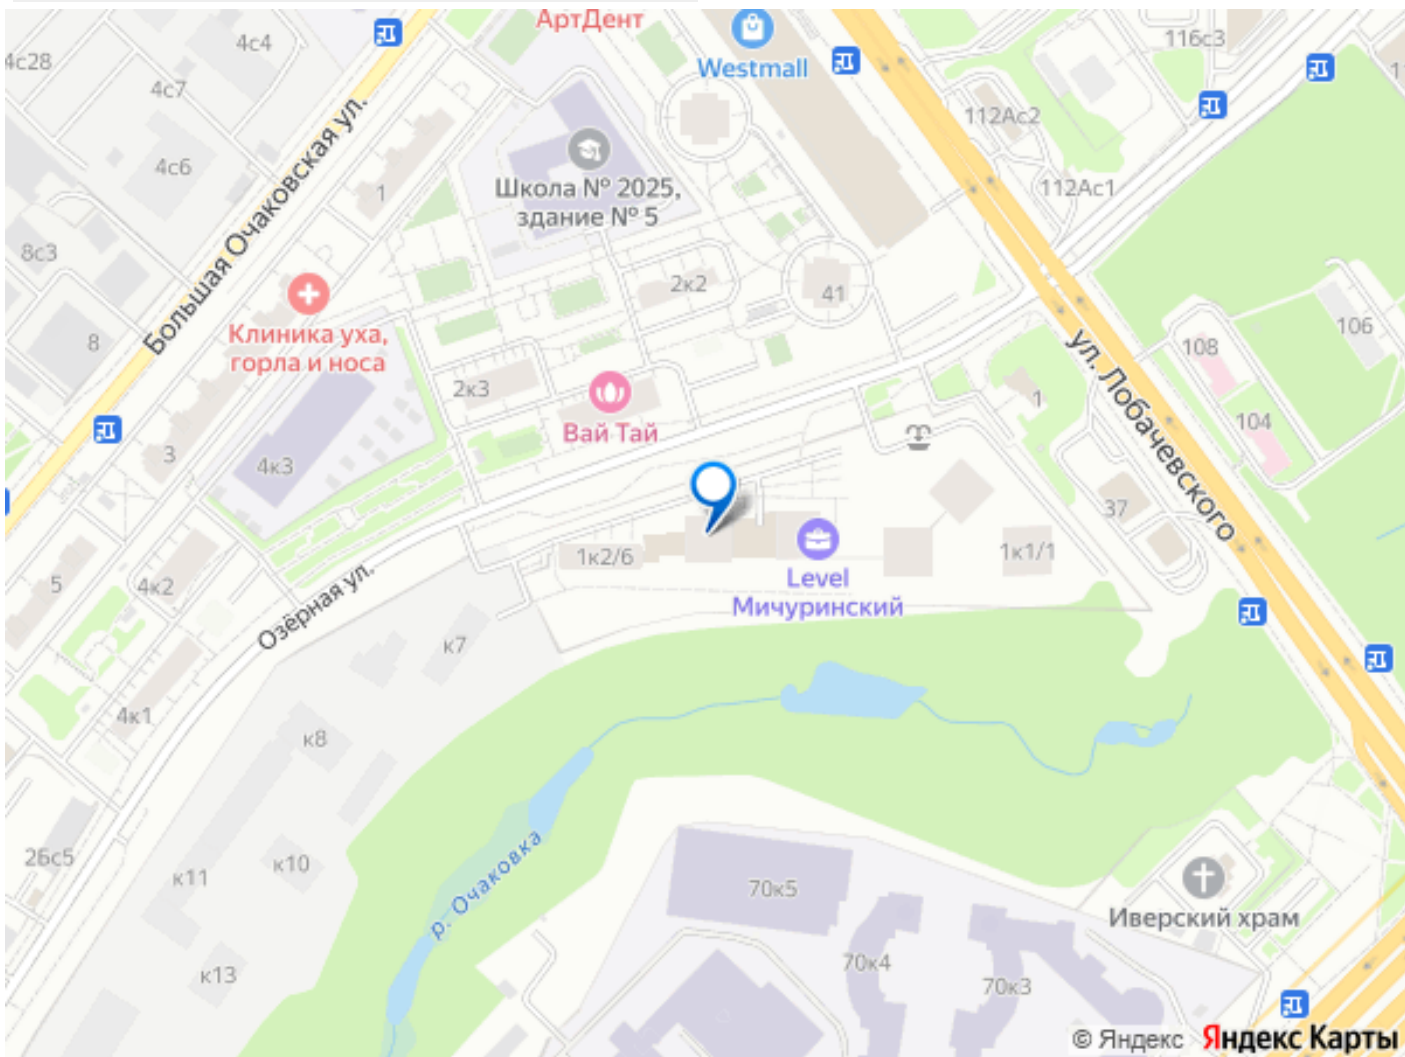 АртДент
4с4
4с28
Westmall
116с3
11
4с7
112Ас2
4с6
Большая Очаковская ул.
1
Школа № 2025,
здание № 5
112Ас1
8с3
2к2
41
106
8
Клиника уха,
горла и носа
ул. Лобачевского
108
2к3
1
104
Вай Тай
3
4к3
37
1к2/6
1к1/1
5
4к2
Level
Мичуринский
Озёрная ул.
к7
4к1
к8
26с5
к11
к10
р. Очаковка
70к5
Иверский храм
к13
70к4
70к3
© Яндекс Яндекс Карты